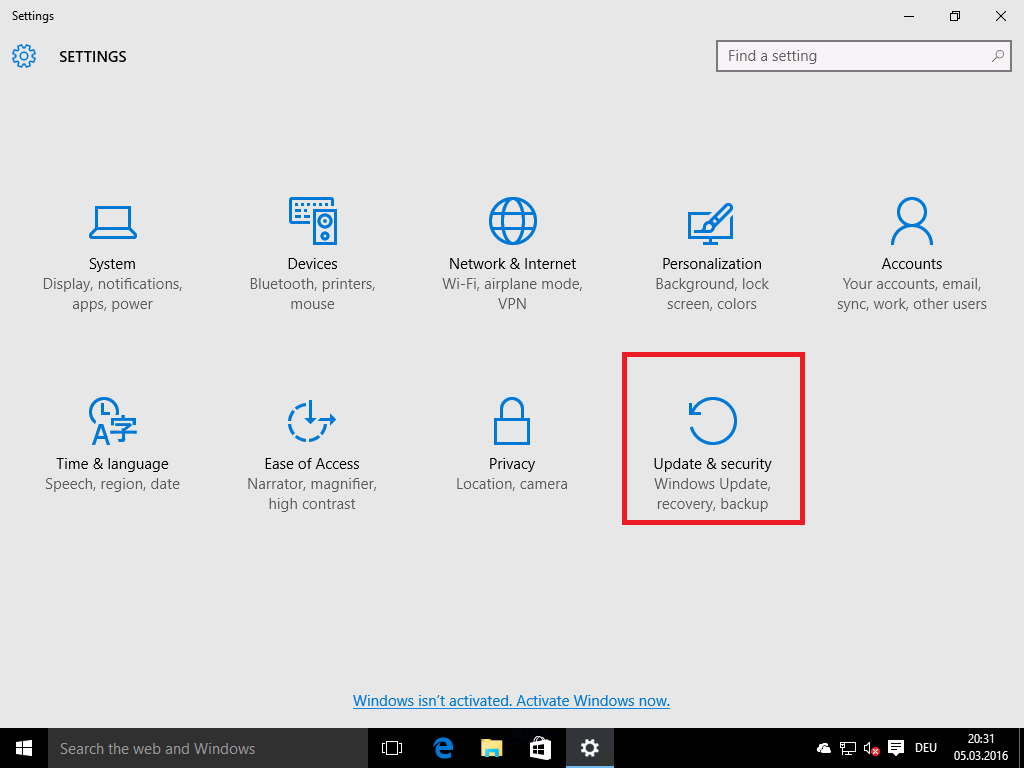 Settings
SETTINGS
Find a setting
System
Display, notifications,
apps, power
Devices
Bluetooth, printers,
mouse
Network & Internet
Wi-Fi, airplane mode,
VPN
Personalization
Background, lock
screen, colors
Accounts
Your accounts, email,
sync, work, other users
Time & language
Speech, region, date
Ease of Access
Narrator, magnifier,
high contrast
Privacy
Location, camera
Update & security
Windows Update,
recovery, backup
Windows isn't activated. Activate Windows now.
Search the web and Windows
DEU
20:31
05.03.2016